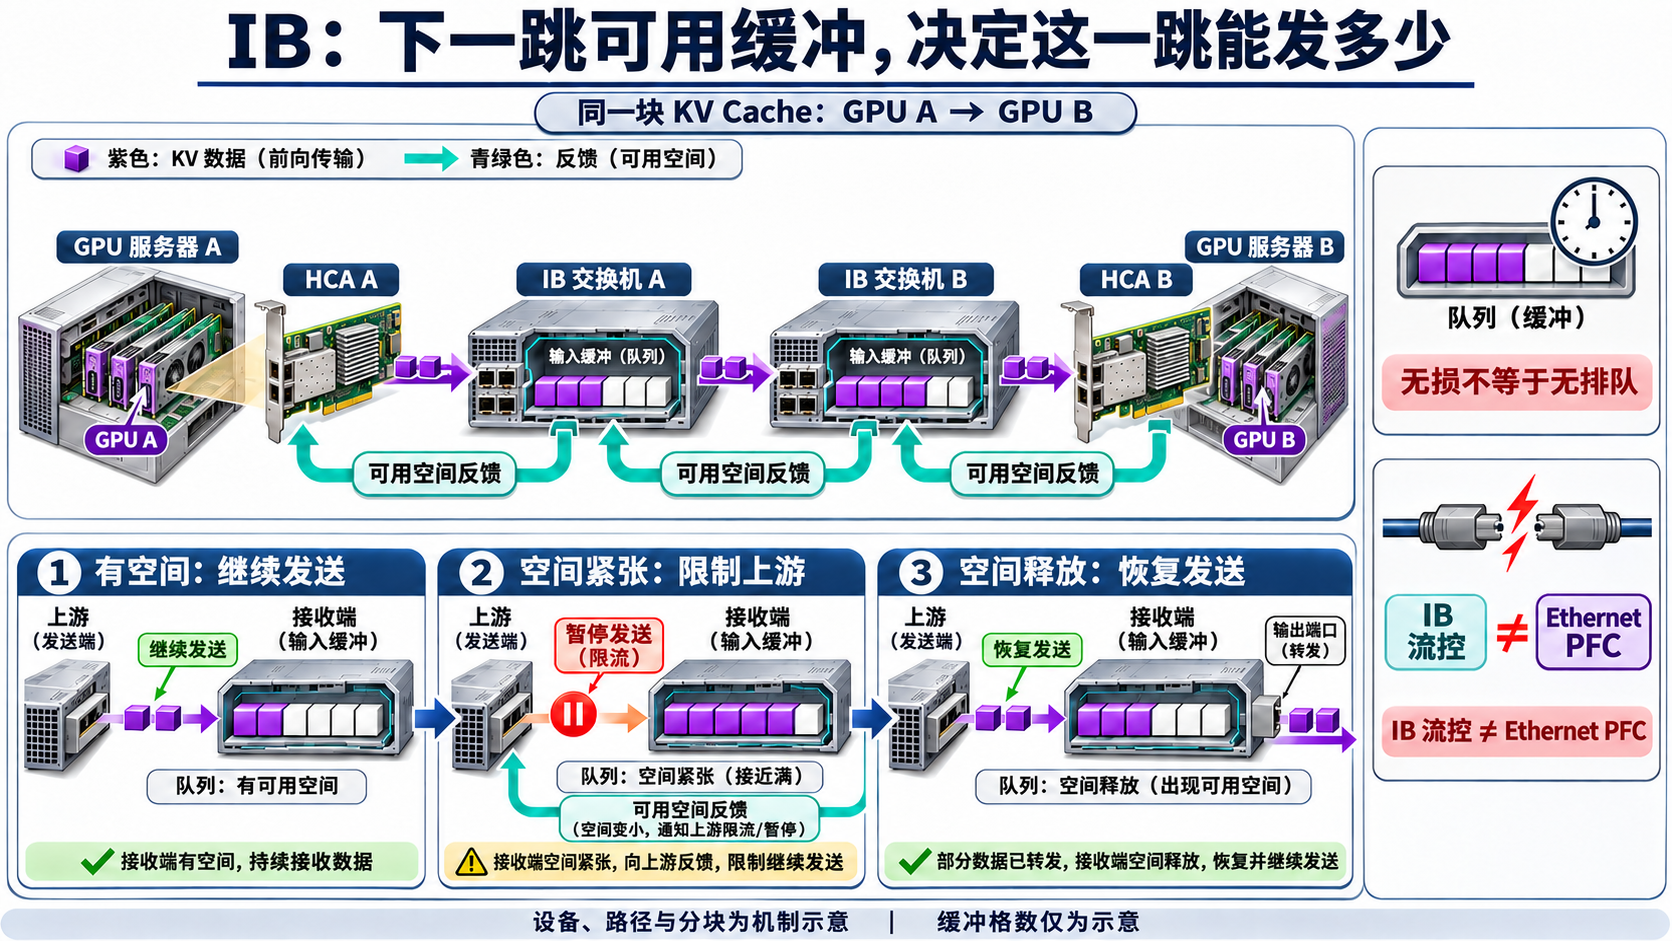 IB：下一跳可用缓冲，决定这一跳能发多少
同一块 KV Cache：GPU A → GPU B
紫色：KV 数据（前向传输）
青绿色：反馈（可用空间）
GPU 服务器 A
HCA A
IB 交换机 A
IB 交换机 B
HCA B
GPU 服务器 B
输入缓冲（队列）
输入缓冲（队列）
GPU A
GPU B
可用空间反馈
可用空间反馈
可用空间反馈
队列（缓冲）
无损不等于无排队
IB
流控
≠
Ethernet
PFC
IB 流控 ≠ Ethernet PFC
1 有空间：继续发送
上游
（发送端）
继续发送
接收端
（输入缓冲）
队列：有可用空间
接收端有空间，持续接收数据
2 空间紧张：限制上游
上游
（发送端）
暂停发送
（限流）
接收端
（输入缓冲）
队列：空间紧张（接近满）
可用空间反馈
（空间变小，通知上游限流/暂停）
接收端空间紧张，向上游反馈，限制继续发送
3 空间释放：恢复发送
上游
（发送端）
恢复发送
接收端
（输入缓冲）
输出端口
（转发）
队列：空间释放（出现可用空间）
部分数据已转发，接收端空间释放，恢复并继续发送
设备、路径与分块为机制示意 | 缓冲格数仅为示意